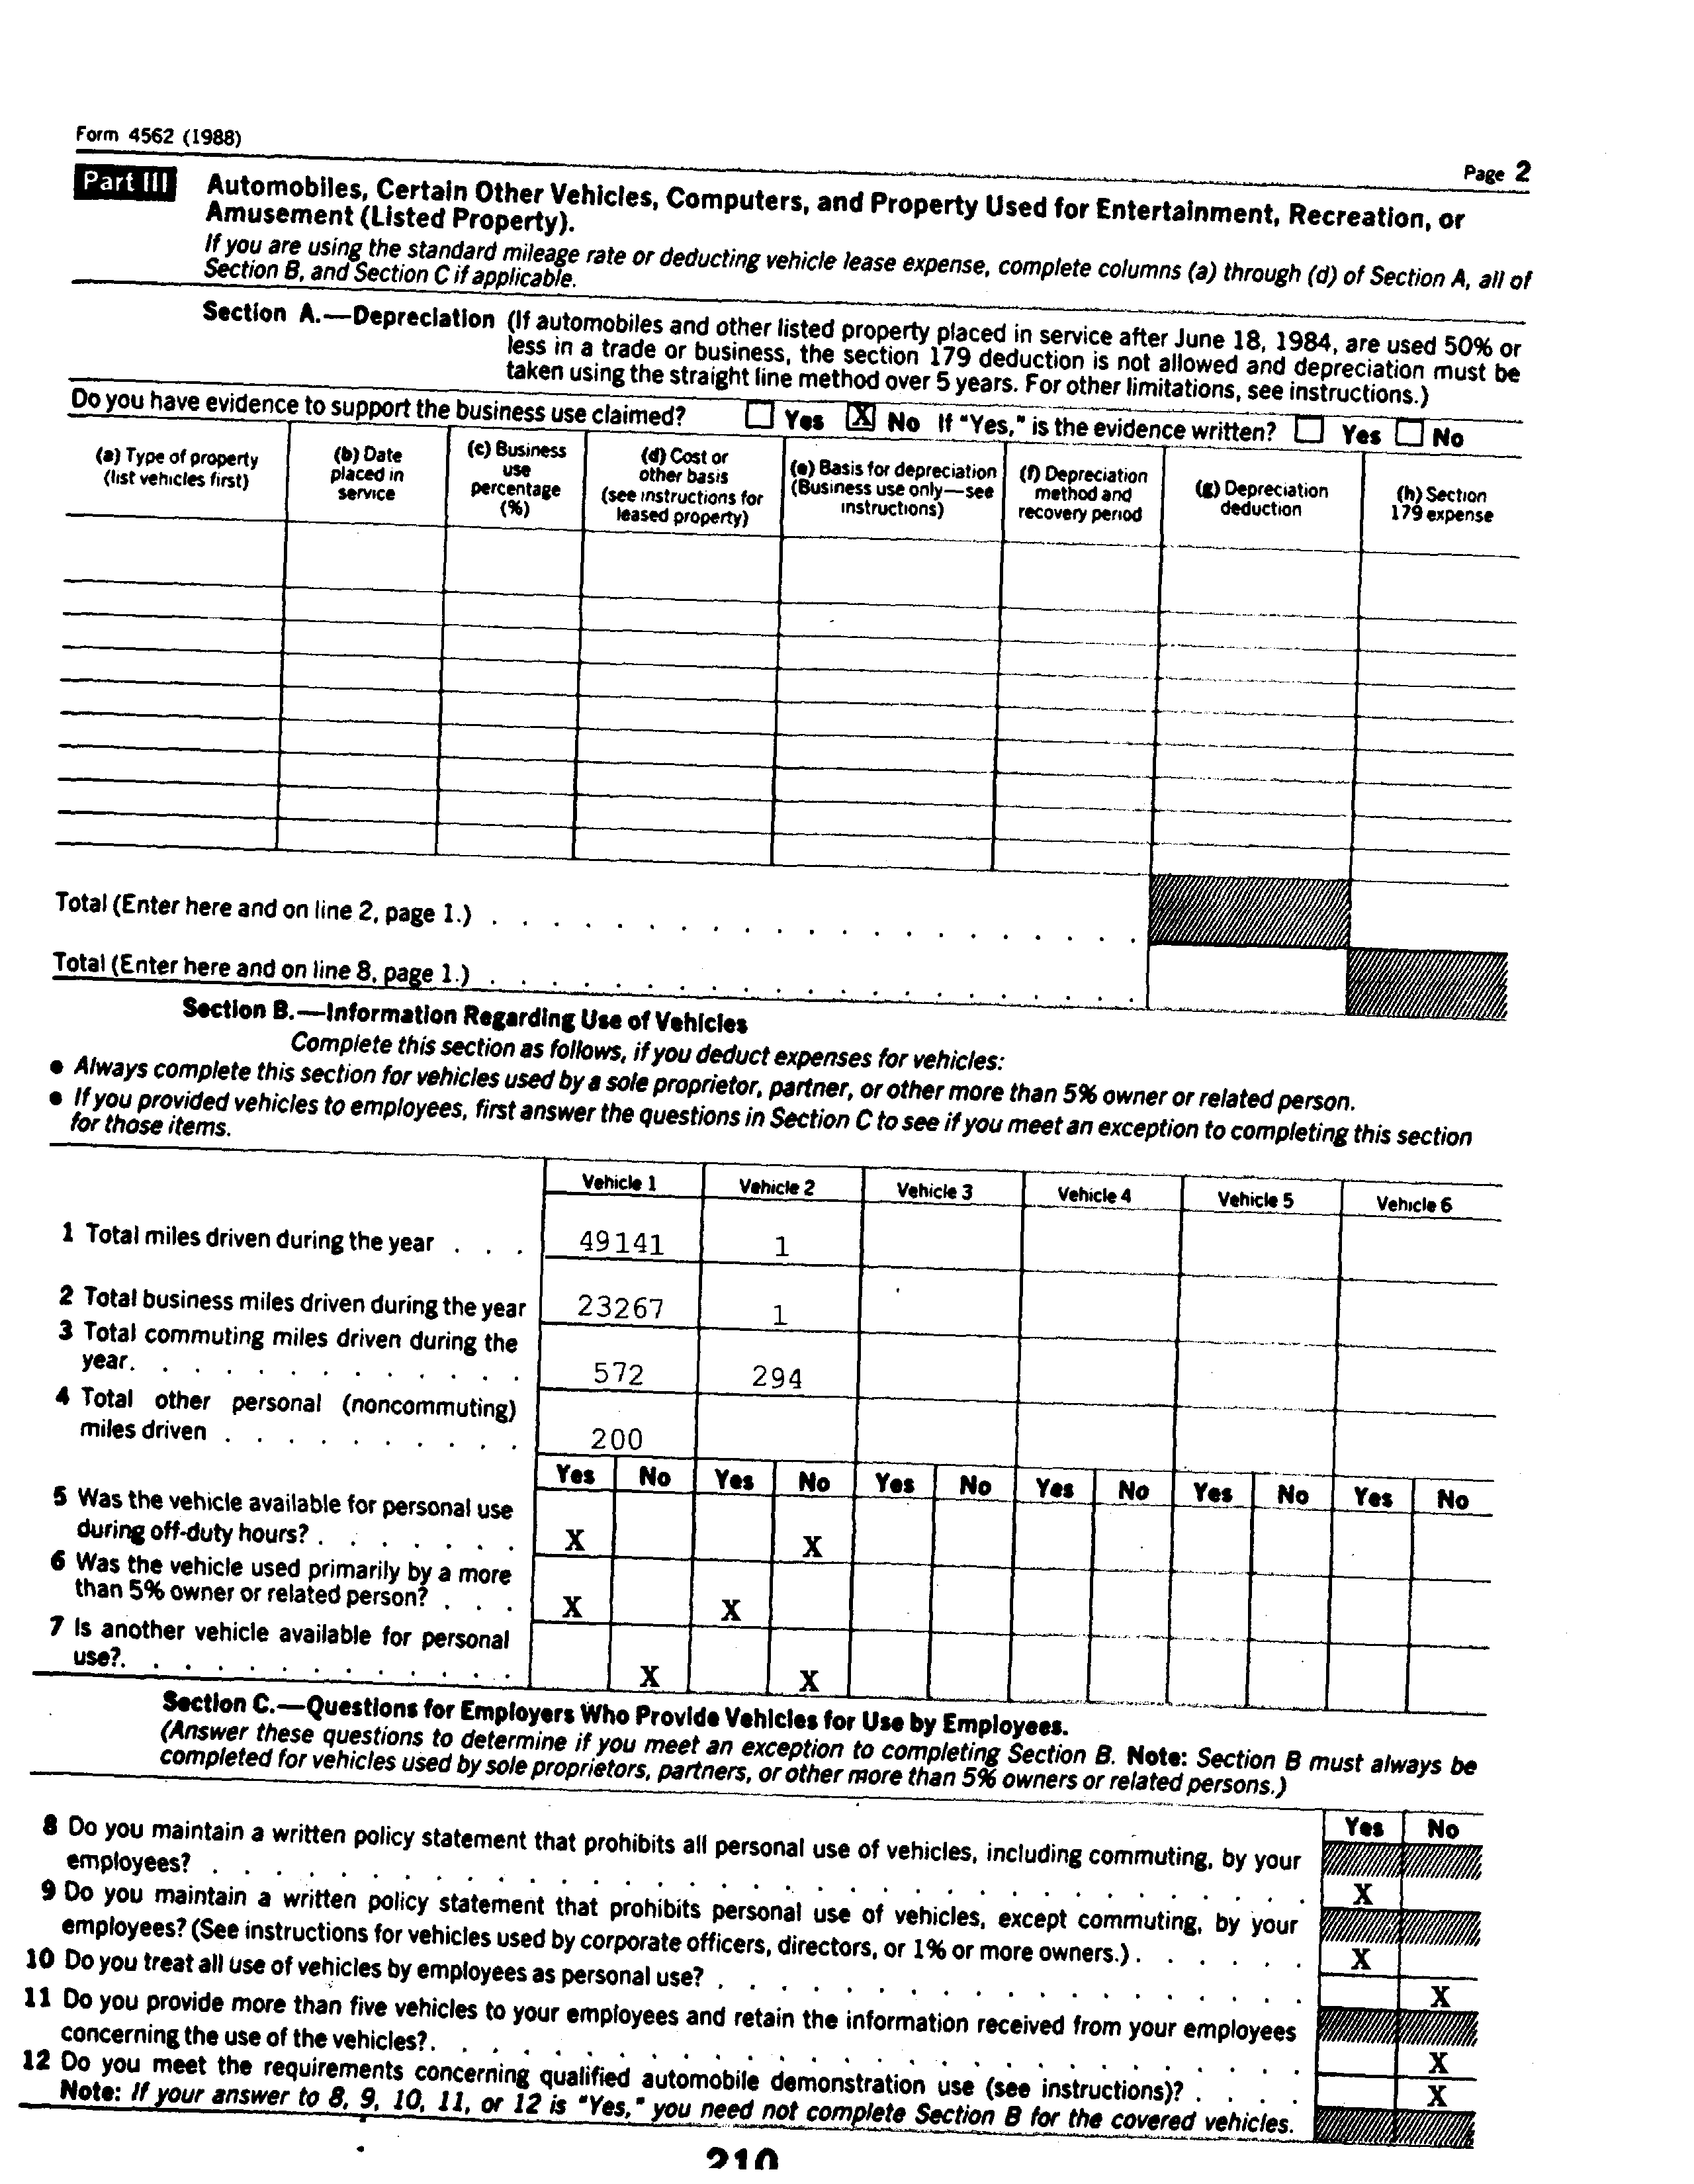 Form 4562 (1988)
Page 2
Part III
Automobiles, Certain Other Vehicles, Computers, and Property Used for Entertainment, Recreation, or
Amusement (Listed Property).
If you are using the standard mileage rate or deducting vehicle lease expense, complete columns (a) through (d) of Section A, all of
Section B, and Section C if applicable.
Section A.—Depreciation (If automobiles and other listed property placed in service after June 18, 1984, are used 50% or
less in a trade or business, the section 179 deduction is not allowed and depreciation must be
taken using the straight line method over 5 years. For other limitations, see instructions.)
Do you have evidence to support the business use claimed? Yes X No If "Yes," is the evidence written? Yes No
(a) Type of property
(list vehicles first)
(b) Date
placed in
service
(c) Business
use
percentage
(%)
(d) Cost or
other basis
(see instructions for
leased property)
(e) Basis for depreciation
(Business use only—see
instructions)
(f) Depreciation
method and
recovery period
(g) Depreciation
deduction
(h) Section
179 expense
Total (Enter here and on line 2, page 1.) . . . . . . . . . . . . . . . . . . . . .
Total (Enter here and on line 8, page 1.) . . . . . . . . . . . . . . . . . . . . .
Section B.—Information Regarding Use of Vehicles
Complete this section as follows, if you deduct expenses for vehicles:
● Always complete this section for vehicles used by a sole proprietor, partner, or other more than 5% owner or related person.
● If you provided vehicles to employees, first answer the questions in Section C to see if you meet an exception to completing this section
for those items.
Vehicle 1 Vehicle 2 Vehicle 3 Vehicle 4 Vehicle 5 Vehicle 6
1 Total miles driven during the year . . . 49141 1
2 Total business miles driven during the year 23267 1
3 Total commuting miles driven during the
year. . . . . . . . . . . . . 572 294
4 Total other personal (noncommuting)
miles driven . . . . . . . . . . 200
Yes No Yes No Yes No Yes No Yes No Yes No
5 Was the vehicle available for personal use
during off-duty hours? . . . . . . . X X
6 Was the vehicle used primarily by a more
than 5% owner or related person? . . . X X
7 Is another vehicle available for personal
use?. . . . . . . . . . . . . X X
Section C.—Questions for Employers Who Provide Vehicles for Use by Employees.
(Answer these questions to determine if you meet an exception to completing Section B. Note: Section B must always be
completed for vehicles used by sole proprietors, partners, or other more than 5% owners or related persons.)
Yes No
8 Do you maintain a written policy statement that prohibits all personal use of vehicles, including commuting, by your
employees? . . . . . . . . . . . . . . . . . . . . . . . . . . . . . . . . . . . X
9 Do you maintain a written policy statement that prohibits personal use of vehicles, except commuting, by your
employees? (See instructions for vehicles used by corporate officers, directors, or 1% or more owners.) . . . . . . X
10 Do you treat all use of vehicles by employees as personal use? . . . . . . . . . . . . . . . . . . . X
11 Do you provide more than five vehicles to your employees and retain the information received from your employees
concerning the use of the vehicles?. . . . . . . . . . . . . . . . . . . . . . . . . . . . X
12 Do you meet the requirements concerning qualified automobile demonstration use (see instructions)? . . . . X
Note: If your answer to 8, 9, 10, 11, or 12 is "Yes," you need not complete Section B for the covered vehicles.
210